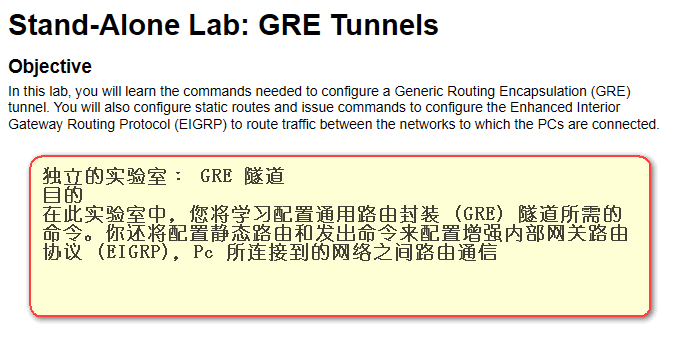 Stand-Alone Lab: GRE Tunnels
Objective
In this lab, you will learn the commands needed to configure a Generic Routing Encapsulation (GRE)
tunnel. You will also configure static routes and issue commands to configure the Enhanced Interior
Gateway Routing Protocol (EIGRP) to route traffic between the networks to which the PCs are connected.
独立的实验室： GRE 隧道
目的
在此实验室中，您将学习配置通用路由封装 (GRE) 隧道所需的
命令。你还将配置静态路由和发出命令来配置增强内部网关路由
协议 (EIGRP)，Pc 所连接到的网络之间路由通信